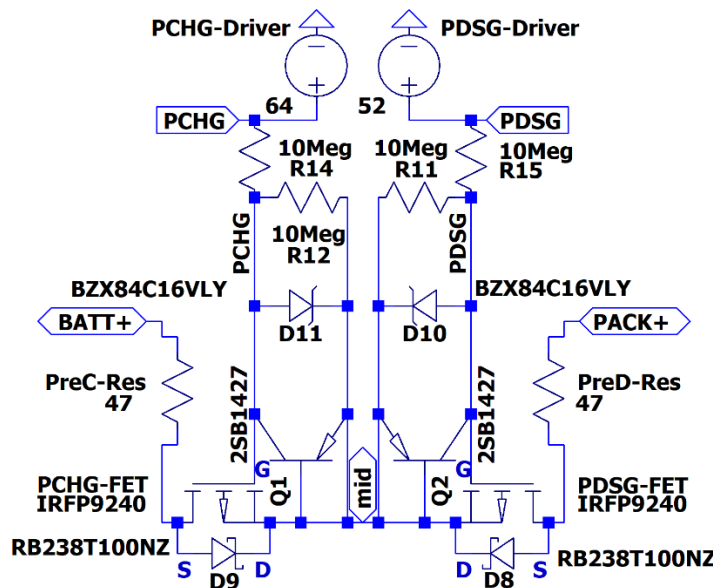 PCHG-Driver
PDSG-Driver
64
52
PCHG
PDSG
10Meg
R14
10Meg
R11
10Meg
R15
PCHG
10Meg
R12
PDSG
BZX84C16VLY
BZX84C16VLY
BATT+
D11
D10
PACK+
PreC-Res
47
2SB1427
2SB1427
PreD-Res
47
PCHG-FET
IRFP9240
G
Q1
mid
Q2
G
PDSG-FET
IRFP9240
RB238T100NZ
S
D9
D
D
D8
S
RB238T100NZ